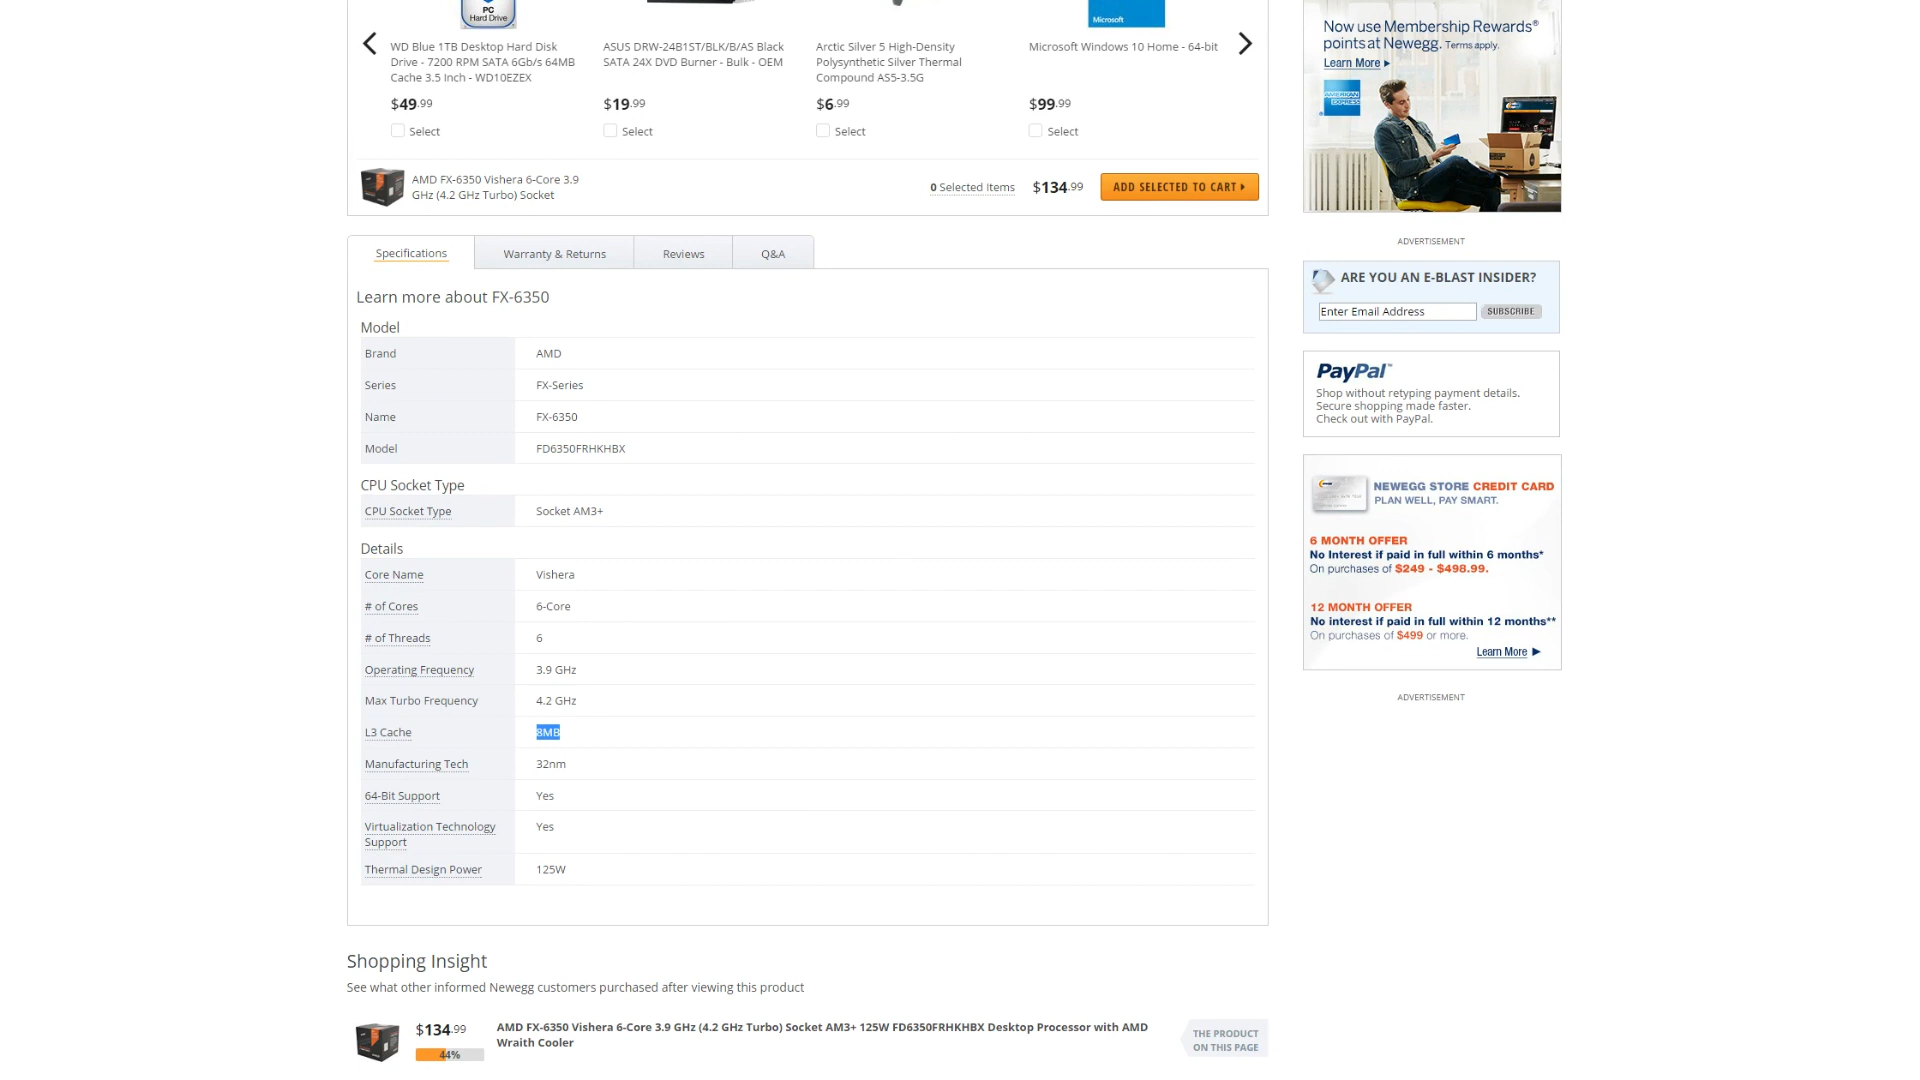 PC
Hard Drive
Microsoft
WD Blue 1TB Desktop Hard Disk
Drive - 7200 RPM SATA 6Gb/s 64MB
Cache 3.5 Inch - WD10EZEX
$49.99
Select
ASUS DRW-24B1ST/BLK/B/AS Black
SATA 24X DVD Burner - Bulk - OEM
$19.99
Select
Arctic Silver 5 High-Density
Polysynthetic Silver Thermal
Compound AS5-3.5G
$6.99
Select
Microsoft Windows 10 Home - 64-bit
$99.99
Select
AMD FX-6350 Vishera 6-Core 3.9
GHz (4.2 GHz Turbo) Socket
0 Selected Items
$134.99
ADD SELECTED TO CART
Specifications
Warranty & Returns
Reviews
Q&A
Learn more about FX-6350
Model
Brand AMD
Series FX-Series
Name FX-6350
Model FD6350FRHKHBX
CPU Socket Type
CPU Socket Type Socket AM3+
Details
Core Name Vishera
# of Cores 6-Core
# of Threads 6
Operating Frequency 3.9 GHz
Max Turbo Frequency 4.2 GHz
L3 Cache 8MB
Manufacturing Tech 32nm
64-Bit Support Yes
Virtualization Technology Yes
Support
Thermal Design Power 125W
Shopping Insight
See what other informed Newegg customers purchased after viewing this product
$134.99
44%
AMD FX-6350 Vishera 6-Core 3.9 GHz (4.2 GHz Turbo) Socket AM3+ 125W FD6350FRHKHBX Desktop Processor with AMD
Wraith Cooler
THE PRODUCT
ON THIS PAGE
Now use Membership Rewards®
points at Newegg. Terms apply.
Learn More
AMERICAN
EXPRESS
ADVERTISEMENT
ARE YOU AN E-BLAST INSIDER?
Enter Email Address
SUBSCRIBE
PayPal™
Shop without retyping payment details.
Secure shopping made faster.
Check out with PayPal.
NEWEGG STORE CREDIT CARD
PLAN WELL, PAY SMART.
6 MONTH OFFER
No Interest if paid in full within 6 months*
On purchases of $249 - $498.99.
12 MONTH OFFER
No interest if paid in full within 12 months**
On purchases of $499 or more.
Learn More
ADVERTISEMENT